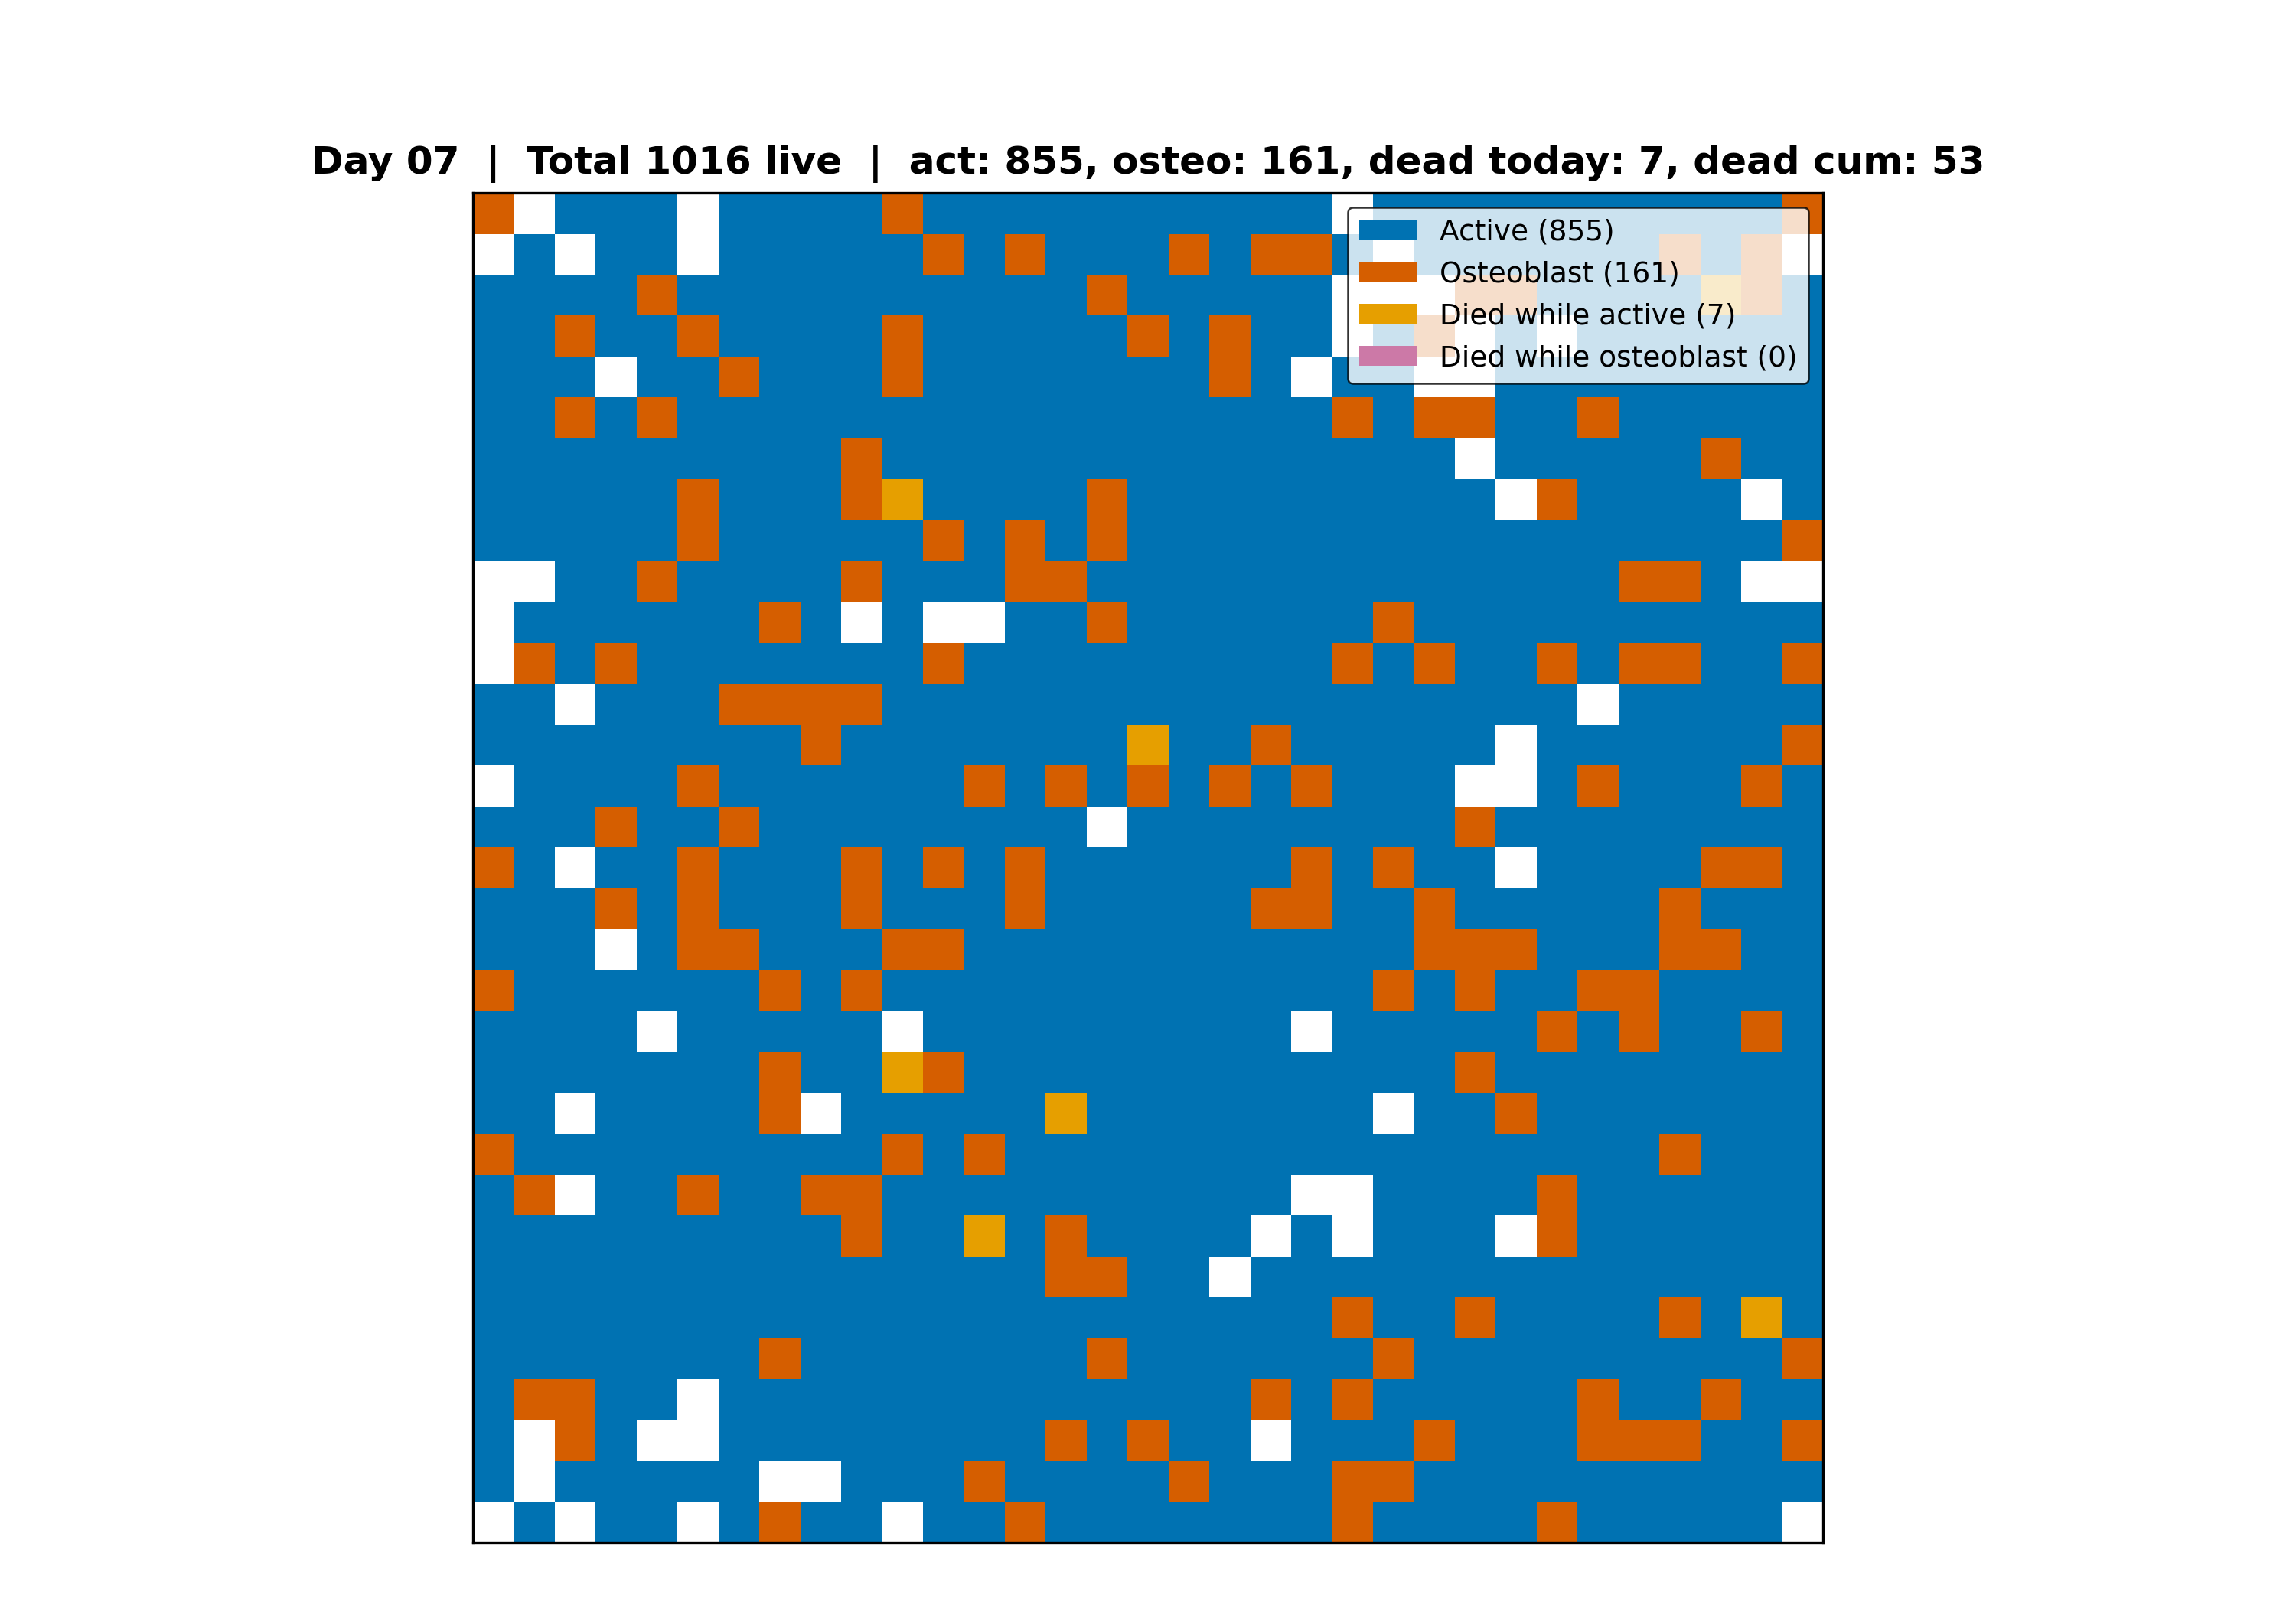 Day 07 | Total 1016 live | act: 855, osteo: 161, dead today: 7, dead cum: 53
Active (855)
Osteoblast (161)
Died while active (7)
Died while osteoblast (0)